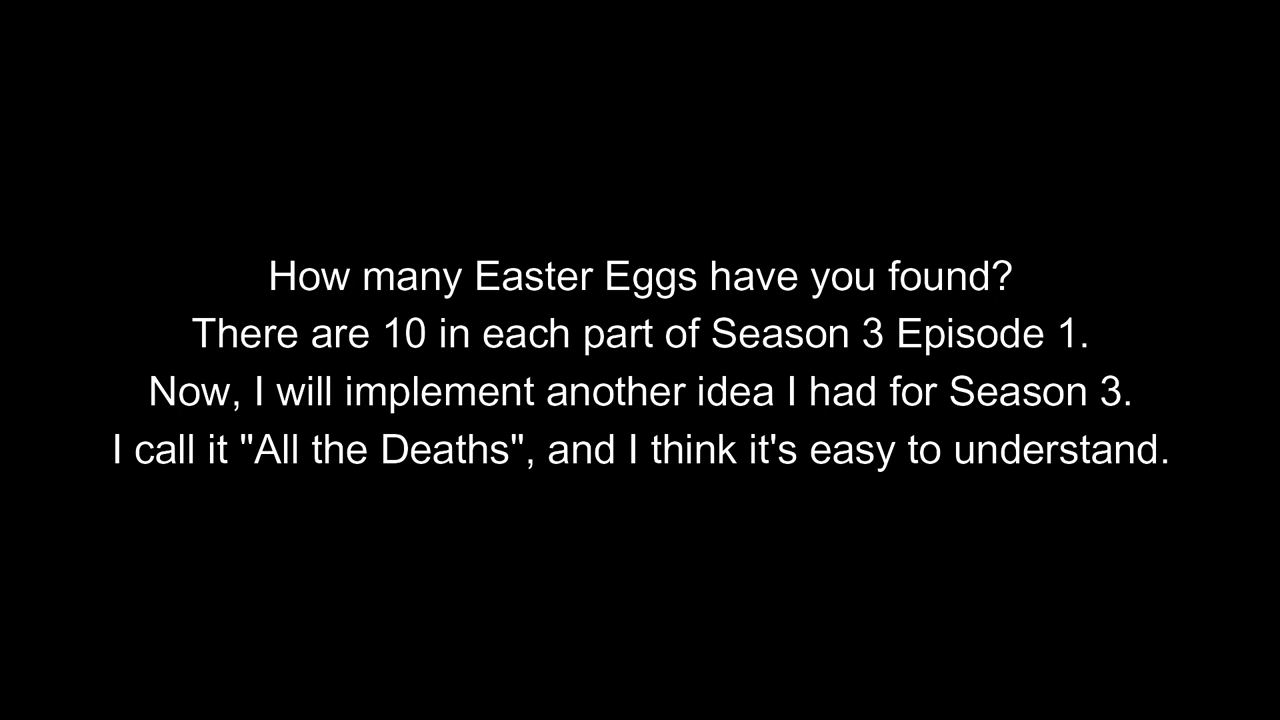 How many Easter Eggs have you found?
There are 10 in each part of Season 3 Episode 1.
Now, I will implement another idea I had for Season 3.
I call it "All the Deaths", and I think it's easy to understand.